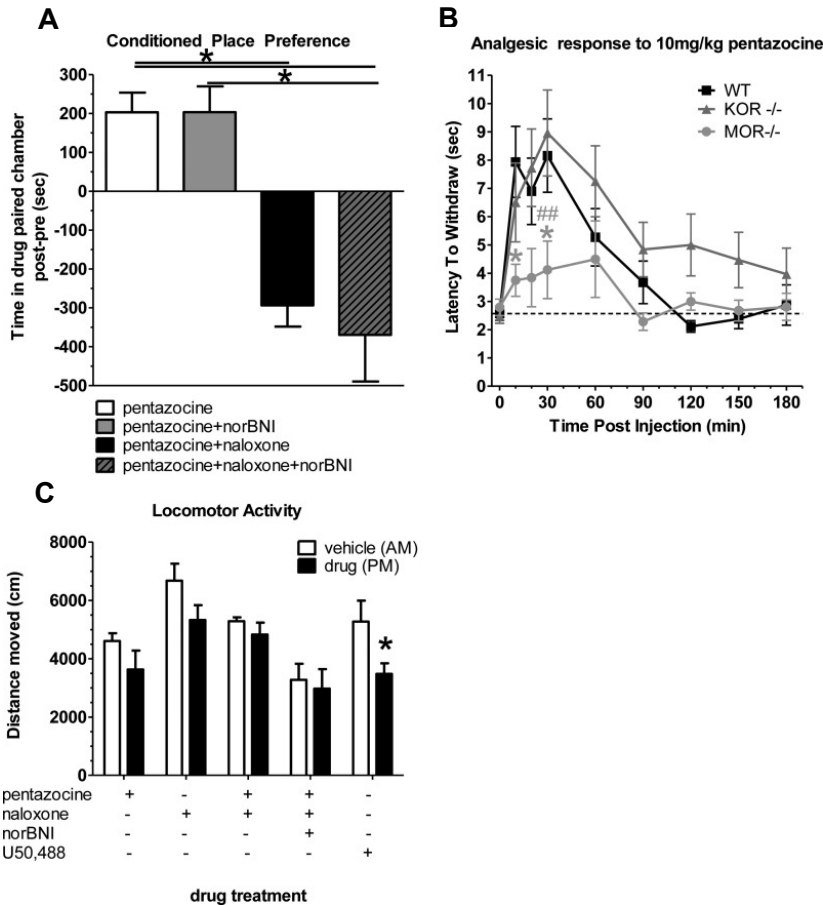 A
Conditioned Place Preference
*
*
Time in drug paired chamber
post-pre (sec)
300
200
100
0
-100
-200
-300
-400
-500
pentazocine
pentazocine+norBNI
pentazocine+naloxone
pentazocine+naloxone+norBNI
B
Analgesic response to 10mg/kg pentazocine
Latency To Withdraw (sec)
11
10
9
8
7
6
5
4
3
2
1
0
WT
KOR -/-
MOR-/-
##
*
*
0 30 60 90 120 150 180
Time Post Injection (min)
C
Locomotor Activity
vehicle (AM)
drug (PM)
Distance moved (cm)
8000
6000
4000
2000
0
*
pentazocine + - + + -
naloxone - + + + -
norBNI - - - + -
U50,488 - - - - +
drug treatment